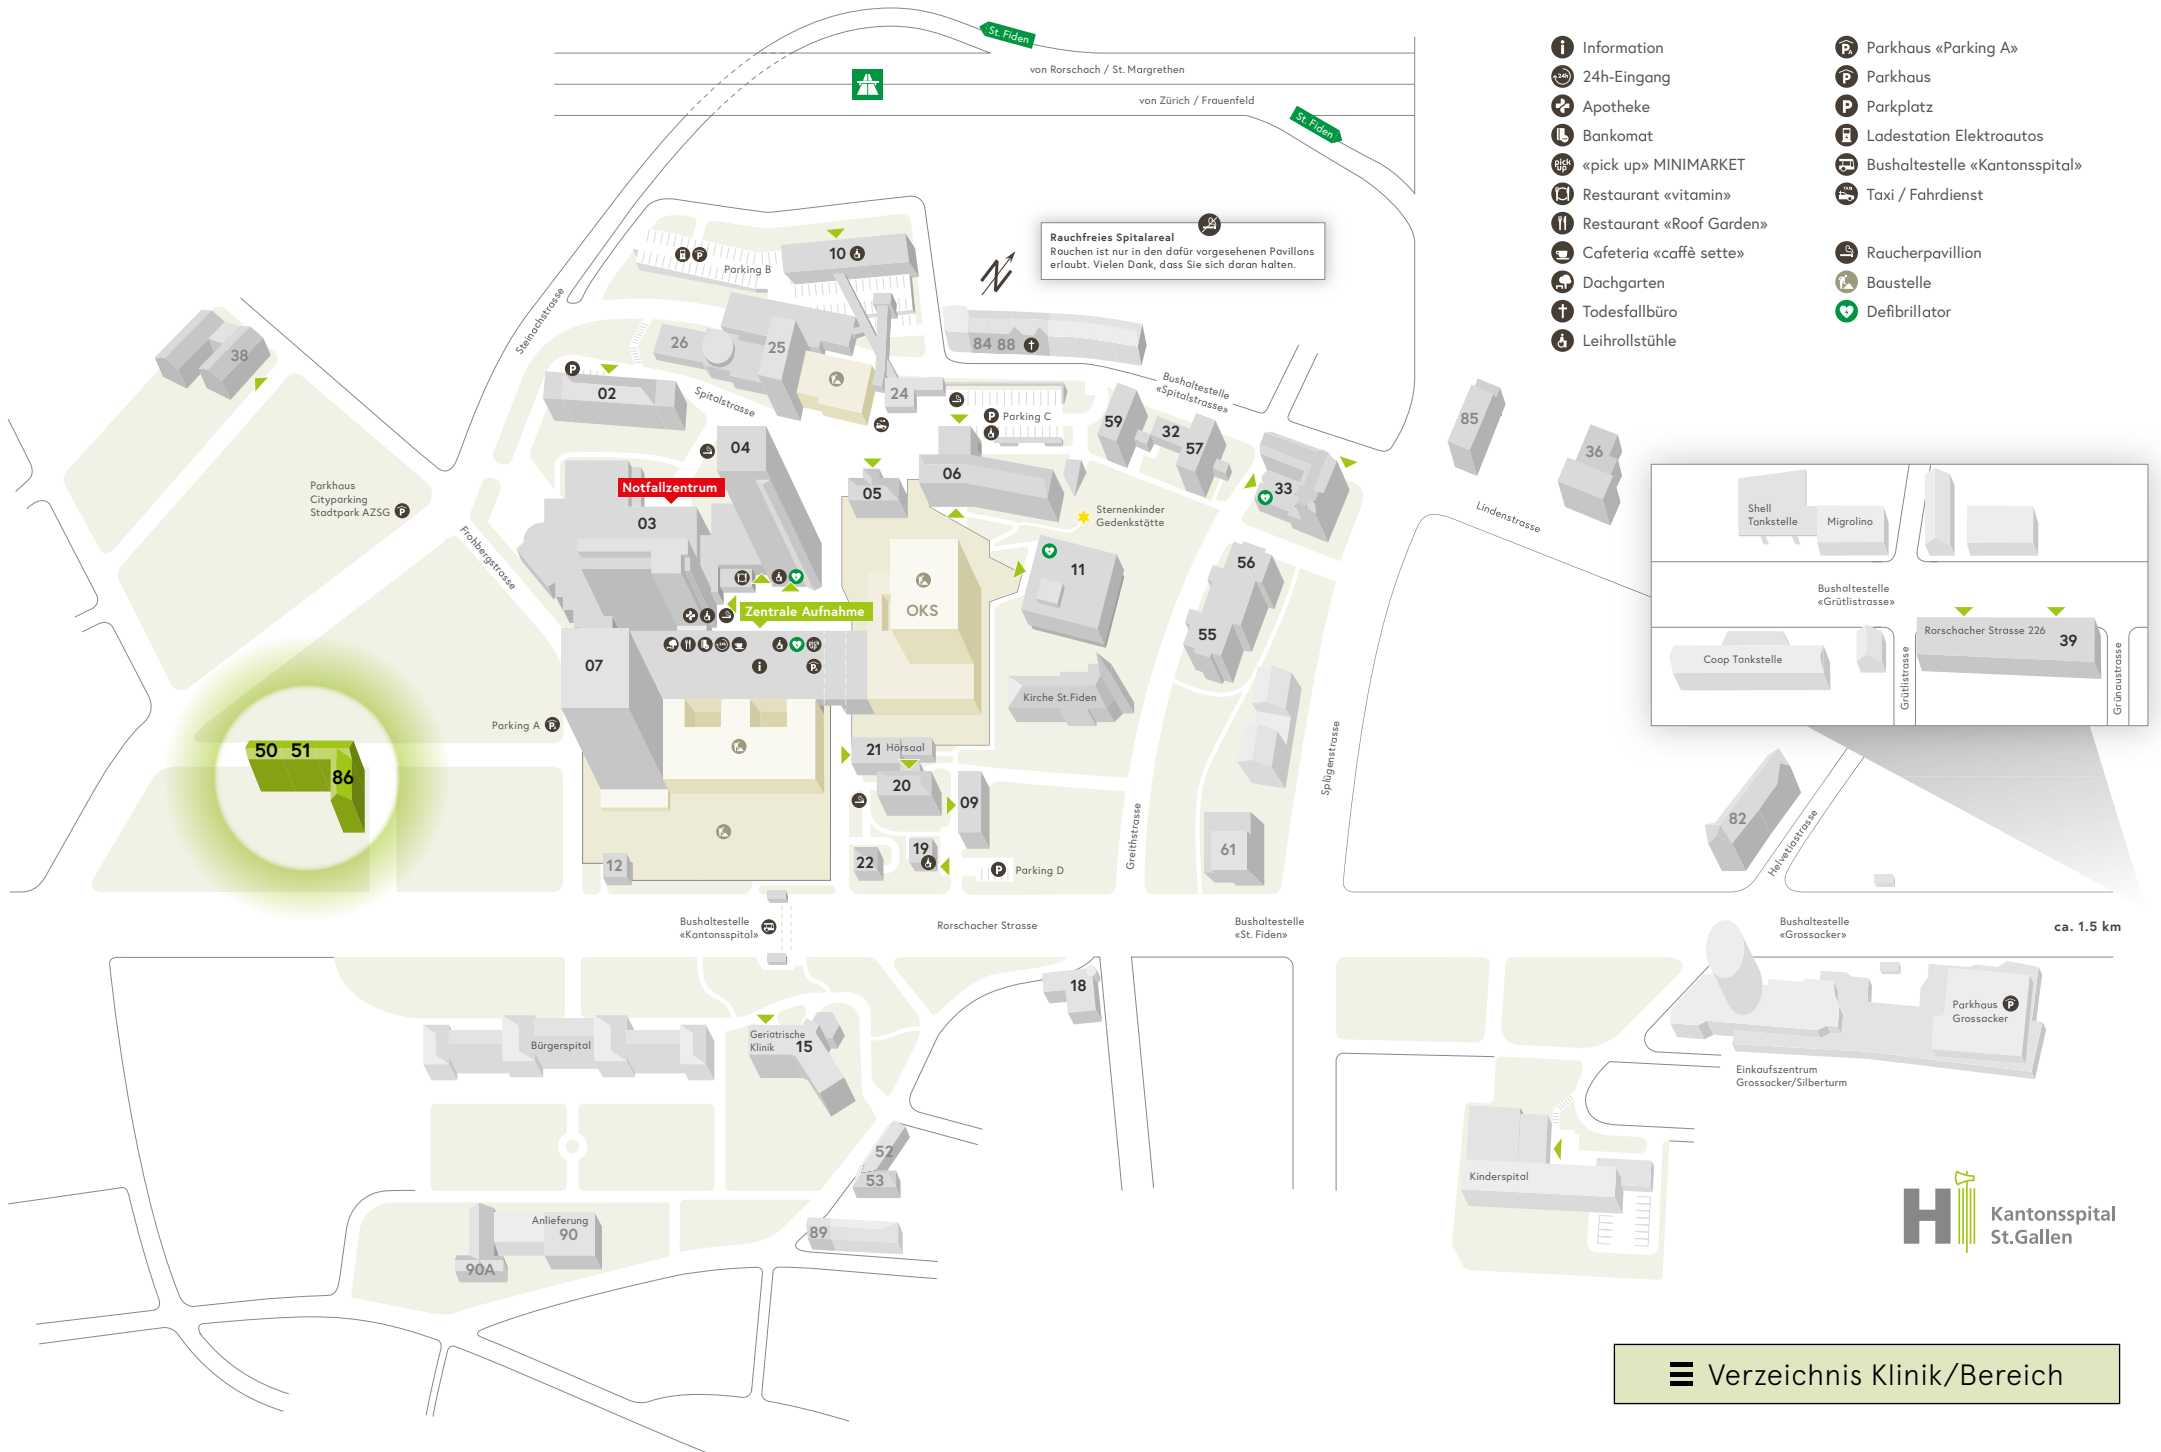 St. Fiden
von Rorschach / St. Margrethen
von Zürich / Frauenfeld
St. Fiden
Information
24h-Eingang
Apotheke
Bankomat
pick up
«pick up» MINIMARKET
Restaurant «vitamin»
Restaurant «Roof Garden»
Cafeteria «caffè sette»
Dachgarten
Todesfallbüro
Leihrollstühle
Parkhaus «Parking A»
Parkhaus
Parkplatz
Ladestation Elektroautos
Bushaltestelle «Kantonsspital»
Taxi / Fahrdienst
Raucherpavillion
Baustelle
Defibrillator
Rauchfreies Spitalareal
Rauchen ist nur in den dafür vorgesehenen Pavillons
erlaubt. Vielen Dank, dass Sie sich daran halten.
N
10
Parking B
Steinachstrasse
38
26
25
84 88
02
Spitalstrasse
24
Bushaltestelle
«Spitalstrasse»
Parking C
59
32
57
85
36
04
06
05
33
Parkhaus
Cityparking
Stadtpark AZSG
Notfallzentrum
03
Sternenkinder
Gedenkstätte
Lindenstrasse
Frohbergstrasse
11
56
OKS
Zentrale Aufnahme
55
07
Kirche St.Fiden
Parking A
Splügenstrasse
50 51
86
21 Hörsaal
20
09
Greithstrasse
61
12
22
19
Parking D
82
Helvetiastrasse
Shell
Tankstelle
Migrolino
Bushaltestelle
«Grütlistrasse»
Rorschacher Strasse 226
39
Coop Tankstelle
Grütlistrasse
Grünaustrasse
Bushaltestelle
«Kantonsspital»
Rorschacher Strasse
Bushaltestelle
«St. Fiden»
Bushaltestelle
«Grossacker»
ca. 1.5 km
18
Bürgerspital
Geriatrische
Klinik
15
Parkhaus
Grossacker
Einkaufszentrum
Grossacker/Silberturm
52
53
Kinderspital
Anlieferung
90
90A
89
Kantonsspital
St.Gallen
Verzeichnis Klinik/Bereich